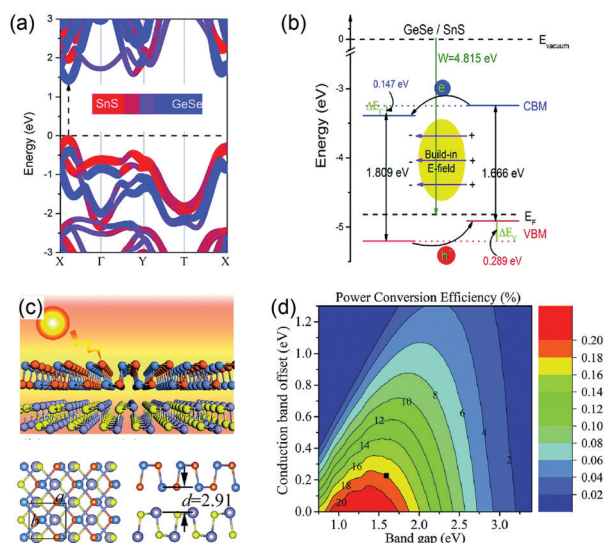 (a)
3
2
1
0
-1
-2
-3
Energy (eV)
SnS GeSe
X Γ Y T X
(b)
GeSe / SnS
0
-3
-4
-5
Energy (eV)
E_vacuum
W=4.815 eV
0.147 eV
e
CBM
+
Build-in
E-field
+
+
1.809 eV
1.666 eV
E_F
VBM
h
0.289 eV
(c)
a
b
d=2.91
(d)
Power Conversion Efficiency (%)
1.2
1.0
0.8
0.6
0.4
0.2
0.0
Conduction band offset (eV)
20
18
16
14
12
10
8
6
4
2
1.0 1.5 2.0 2.5 3.0
Band gap (eV)
0.20
0.18
0.16
0.14
0.12
0.10
0.08
0.06
0.04
0.02